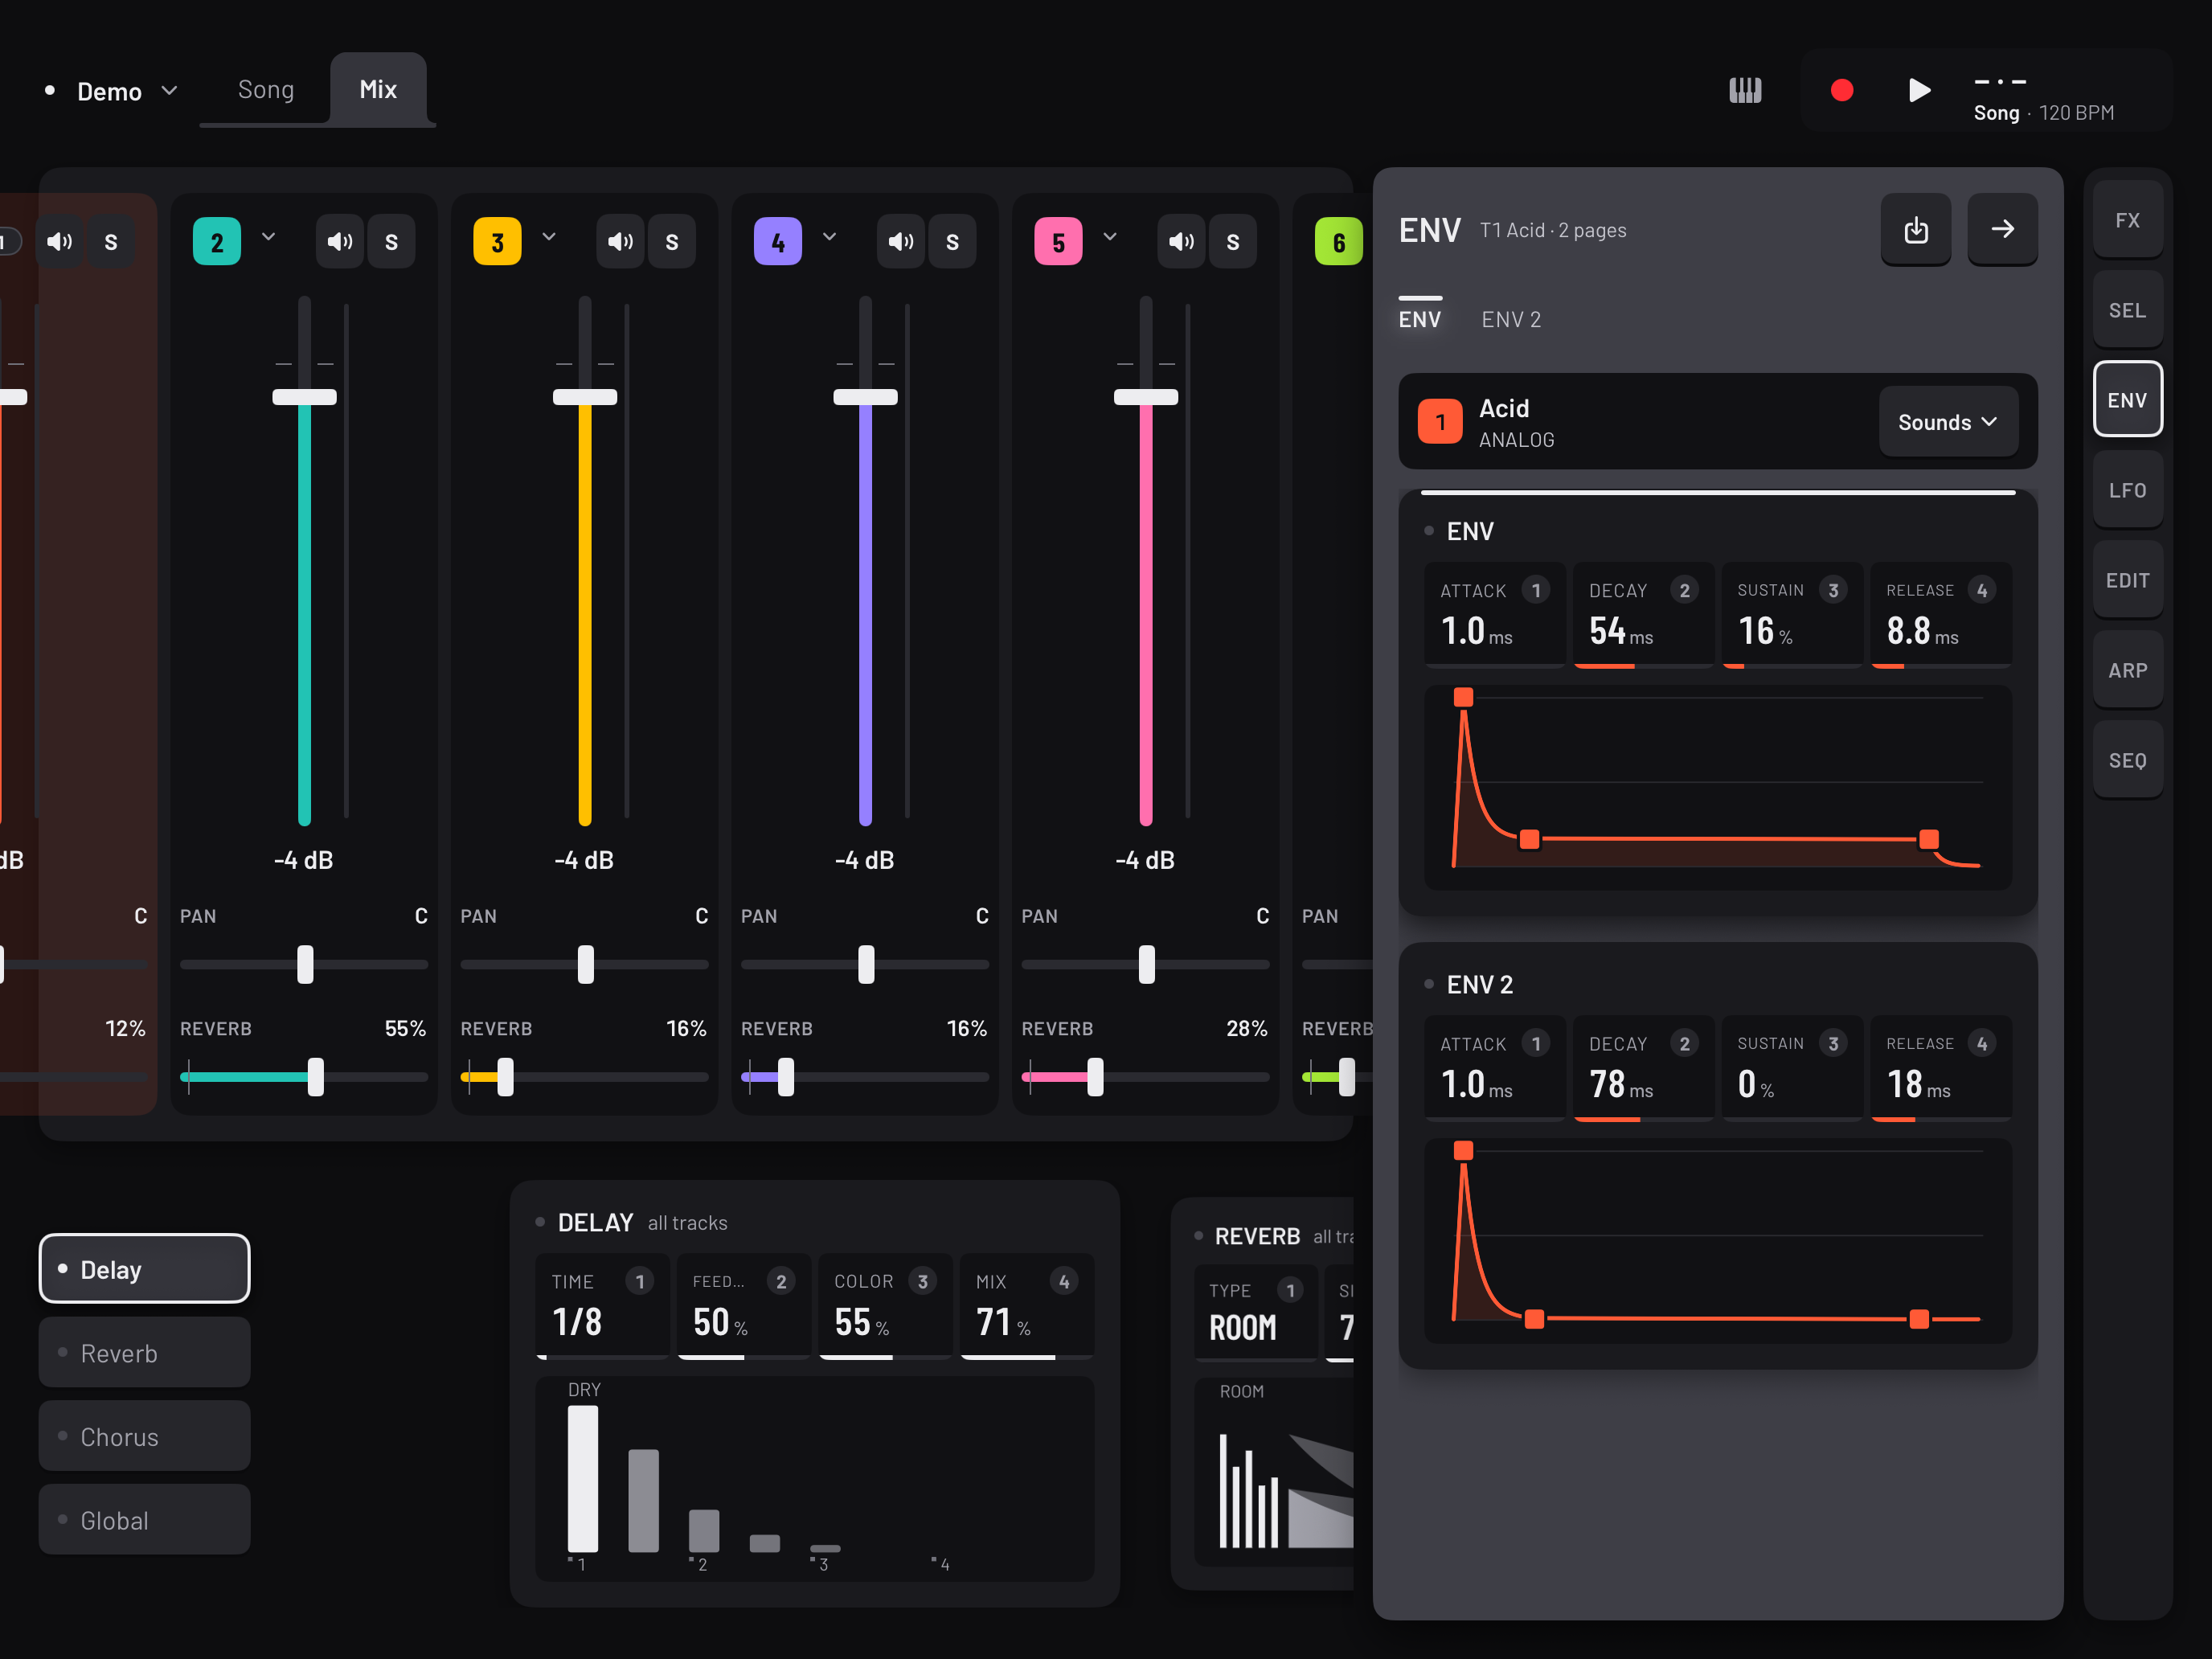 Demo
Song
Mix
Song · 120 BPM
1
S
2
S
3
S
4
S
5
S
6
dB
-4 dB
-4 dB
-4 dB
-4 dB
C
PAN C
PAN C
PAN C
PAN C
PAN
12%
REVERB 55%
REVERB 16%
REVERB 16%
REVERB 28%
REVERB
Delay
Reverb
Chorus
Global
DELAY all tracks
TIME 1
1/8
FEED... 2
50 %
COLOR 3
55 %
MIX 4
71 %
DRY
1 2 3 4
REVERB all tra
TYPE 1
ROOM
SI
7
ROOM
ENV T1 Acid · 2 pages
ENV ENV 2
1
Acid
ANALOG
Sounds
ENV
ATTACK 1
1.0 ms
DECAY 2
54 ms
SUSTAIN 3
16 %
RELEASE 4
8.8 ms
ENV 2
ATTACK 1
1.0 ms
DECAY 2
78 ms
SUSTAIN 3
0 %
RELEASE 4
18 ms
FX
SEL
ENV
LFO
EDIT
ARP
SEQ